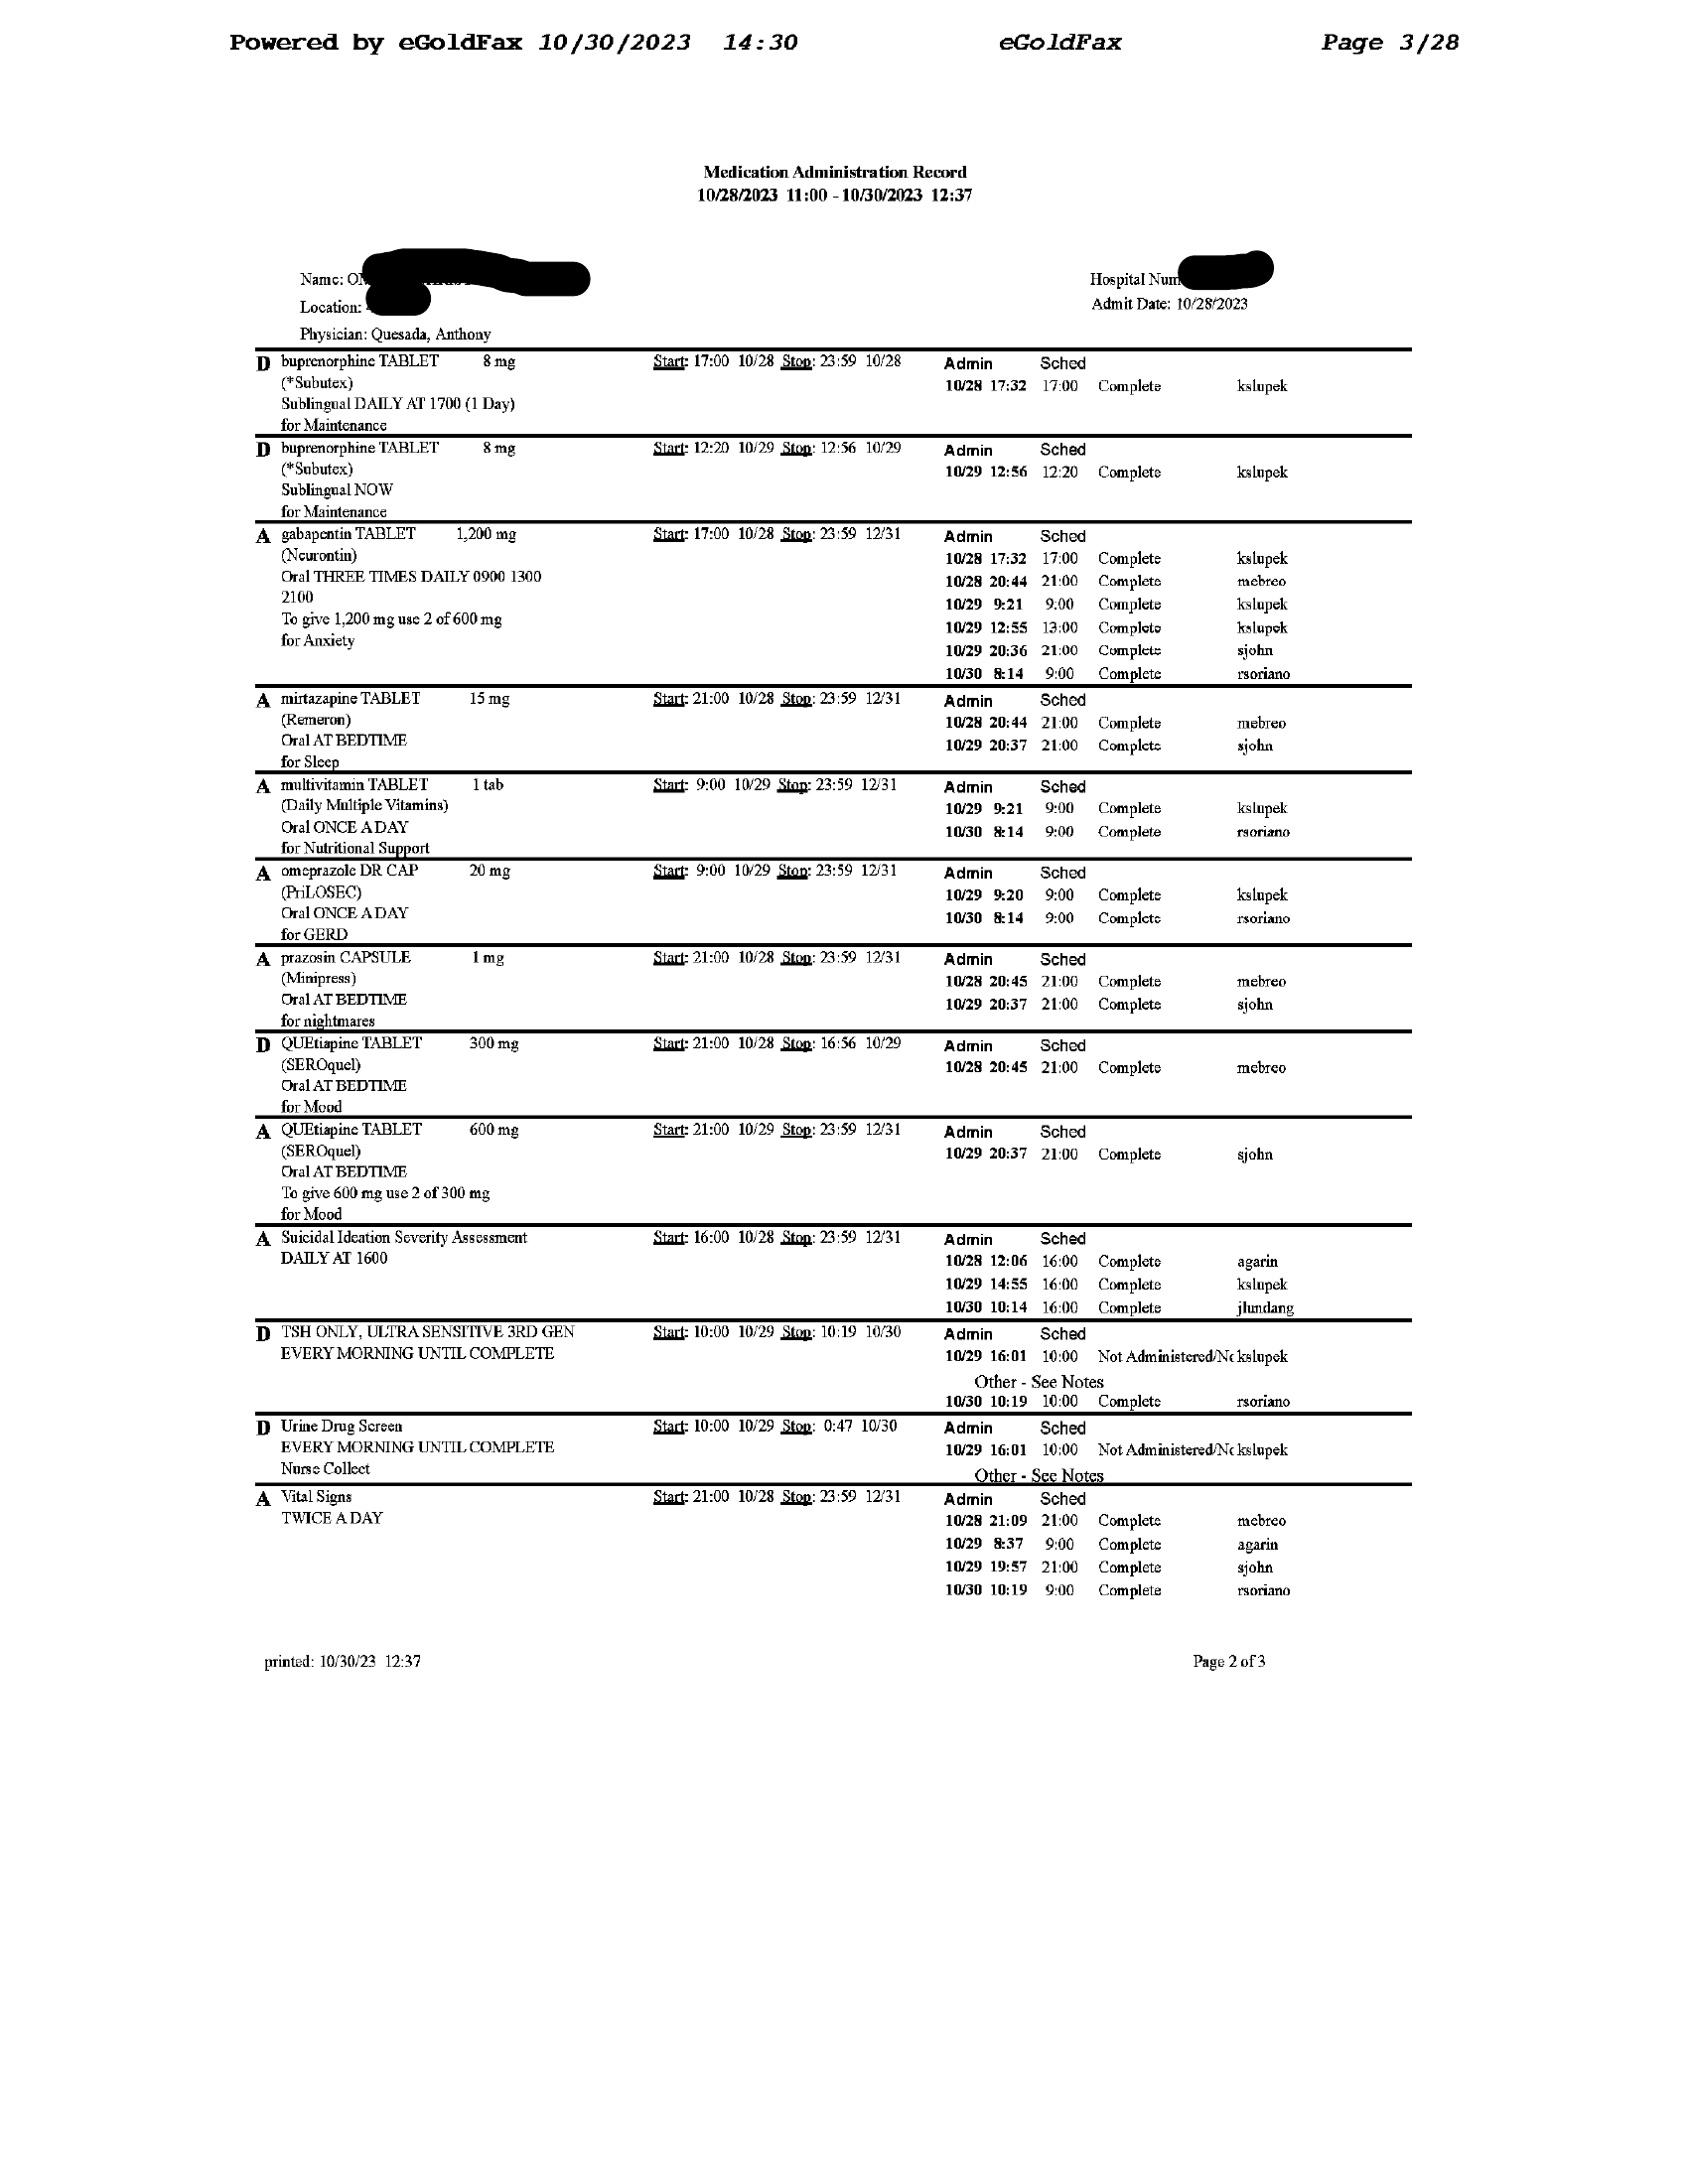 Powered by eGoldFax 10/30/2023 14:30 eGoldFax Page 3/28
Medication Administration Record
10/28/2023 11:00 - 10/30/2023 12:37
Name:
Hospital Num
Location:
Admit Date: 10/28/2023
Physician: Quesada, Anthony
D buprenorphine TABLET 8 mg Start: 17:00 10/28 Stop: 23:59 10/28 Admin Sched
(*Subutex) 10/28 17:32 17:00 Complete kslupek
Sublingual DAILY AT 1700 (1 Day)
for Maintenance
D buprenorphine TABLET 8 mg Start: 12:20 10/29 Stop: 12:56 10/29 Admin Sched
(*Subutex) 10/29 12:56 12:20 Complete kslupek
Sublingual NOW
for Maintenance
A gabapentin TABLET 1,200 mg Start: 17:00 10/28 Stop: 23:59 12/31 Admin Sched
(Neurontin) 10/28 17:32 17:00 Complete kslupek
Oral THREE TIMES DAILY 0900 1300 10/28 20:44 21:00 Complete mebreo
2100 10/29 9:21 9:00 Complete kslupek
To give 1,200 mg use 2 of 600 mg 10/29 12:55 13:00 Complete kslupek
for Anxiety 10/29 20:36 21:00 Complete sjohn
10/30 8:14 9:00 Complete rsoriano
A mirtazapine TABLET 15 mg Start: 21:00 10/28 Stop: 23:59 12/31 Admin Sched
(Remeron) 10/28 20:44 21:00 Complete mebreo
Oral AT BEDTIME 10/29 20:37 21:00 Complete sjohn
for Sleep
A multivitamin TABLET 1 tab Start: 9:00 10/29 Stop: 23:59 12/31 Admin Sched
(Daily Multiple Vitamins) 10/29 9:21 9:00 Complete kslupek
Oral ONCE A DAY 10/30 8:14 9:00 Complete rsoriano
for Nutritional Support
A omeprazole DR CAP 20 mg Start: 9:00 10/29 Stop: 23:59 12/31 Admin Sched
(PriLOSEC) 10/29 9:20 9:00 Complete kslupek
Oral ONCE A DAY 10/30 8:14 9:00 Complete rsoriano
for GERD
A prazosin CAPSULE 1 mg Start: 21:00 10/28 Stop: 23:59 12/31 Admin Sched
(Minipress) 10/28 20:45 21:00 Complete mebreo
Oral AT BEDTIME 10/29 20:37 21:00 Complete sjohn
for nightmares
D QUEtiapine TABLET 300 mg Start: 21:00 10/28 Stop: 16:56 10/29 Admin Sched
(SEROquel) 10/28 20:45 21:00 Complete mebreo
Oral AT BEDTIME
for Mood
A QUEtiapine TABLET 600 mg Start: 21:00 10/29 Stop: 23:59 12/31 Admin Sched
(SEROquel) 10/29 20:37 21:00 Complete sjohn
Oral AT BEDTIME
To give 600 mg use 2 of 300 mg
for Mood
A Suicidal Ideation Severity Assessment Start: 16:00 10/28 Stop: 23:59 12/31 Admin Sched
DAILY AT 1600 10/28 12:06 16:00 Complete agarin
10/29 14:55 16:00 Complete kslupek
10/30 10:14 16:00 Complete jlundang
D TSH ONLY, ULTRA SENSITIVE 3RD GEN Start: 10:00 10/29 Stop: 10:19 10/30 Admin Sched
EVERY MORNING UNTIL COMPLETE 10/29 16:01 10:00 Not Administered/Nc kslupek
Other - See Notes
10/30 10:19 10:00 Complete rsoriano
D Urine Drug Screen Start: 10:00 10/29 Stop: 0:47 10/30 Admin Sched
EVERY MORNING UNTIL COMPLETE 10/29 16:01 10:00 Not Administered/Nc kslupek
Nurse Collect Other - See Notes
A Vital Signs Start: 21:00 10/28 Stop: 23:59 12/31 Admin Sched
TWICE A DAY 10/28 21:09 21:00 Complete mebreo
10/29 8:37 9:00 Complete agarin
10/29 19:57 21:00 Complete sjohn
10/30 10:19 9:00 Complete rsoriano
printed: 10/30/23 12:37 Page 2 of 3